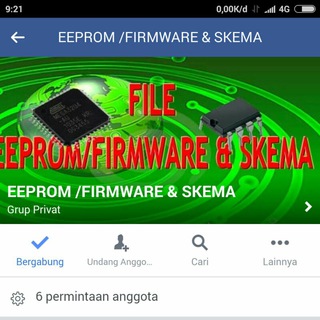 9:21
0,00K/d
4G
EEPROM /FIRMWARE & SKEMA
FILE
EEPROM/FIRMWARE & SKEMA
EEPROM /FIRMWARE & SKEMA
Grup Privat
Bergabung
Undang Anggo...
Cari
Lainnya
6 permintaan anggota